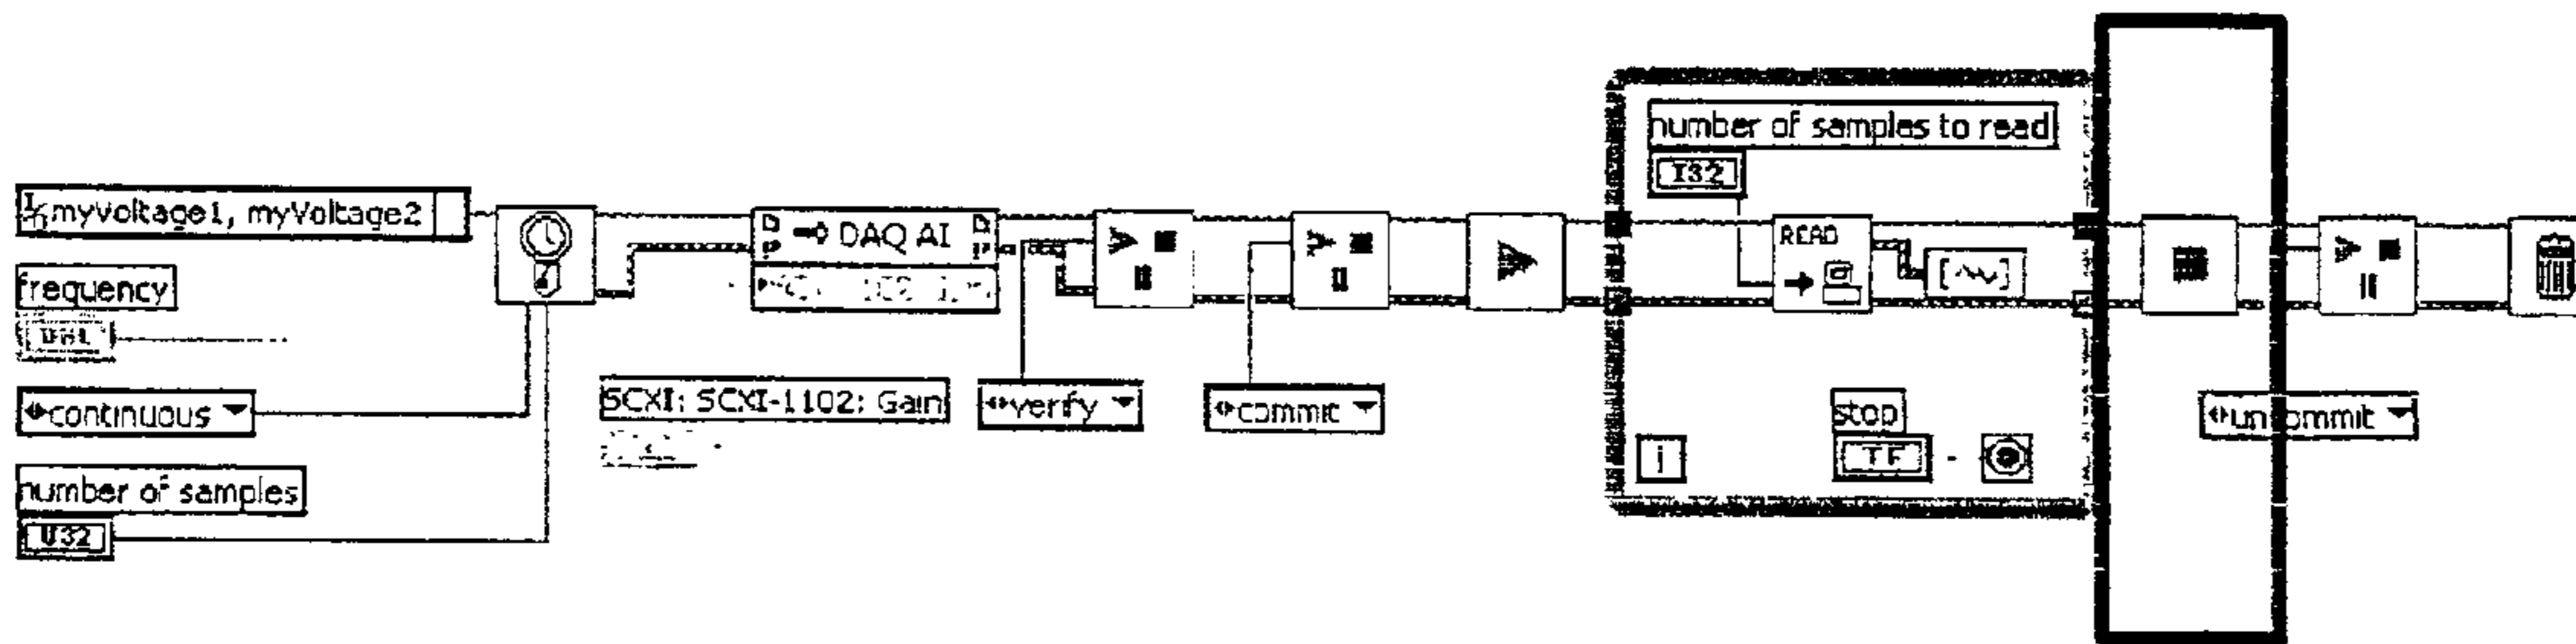 myVoltage1, myVoltage2
frequency
continuous
number of samples
U32
DAQ AI
SCXI: SCXI-1102: Gain
verify
commit
number of samples to read
I32
READ
i
stop
TF
uncommit